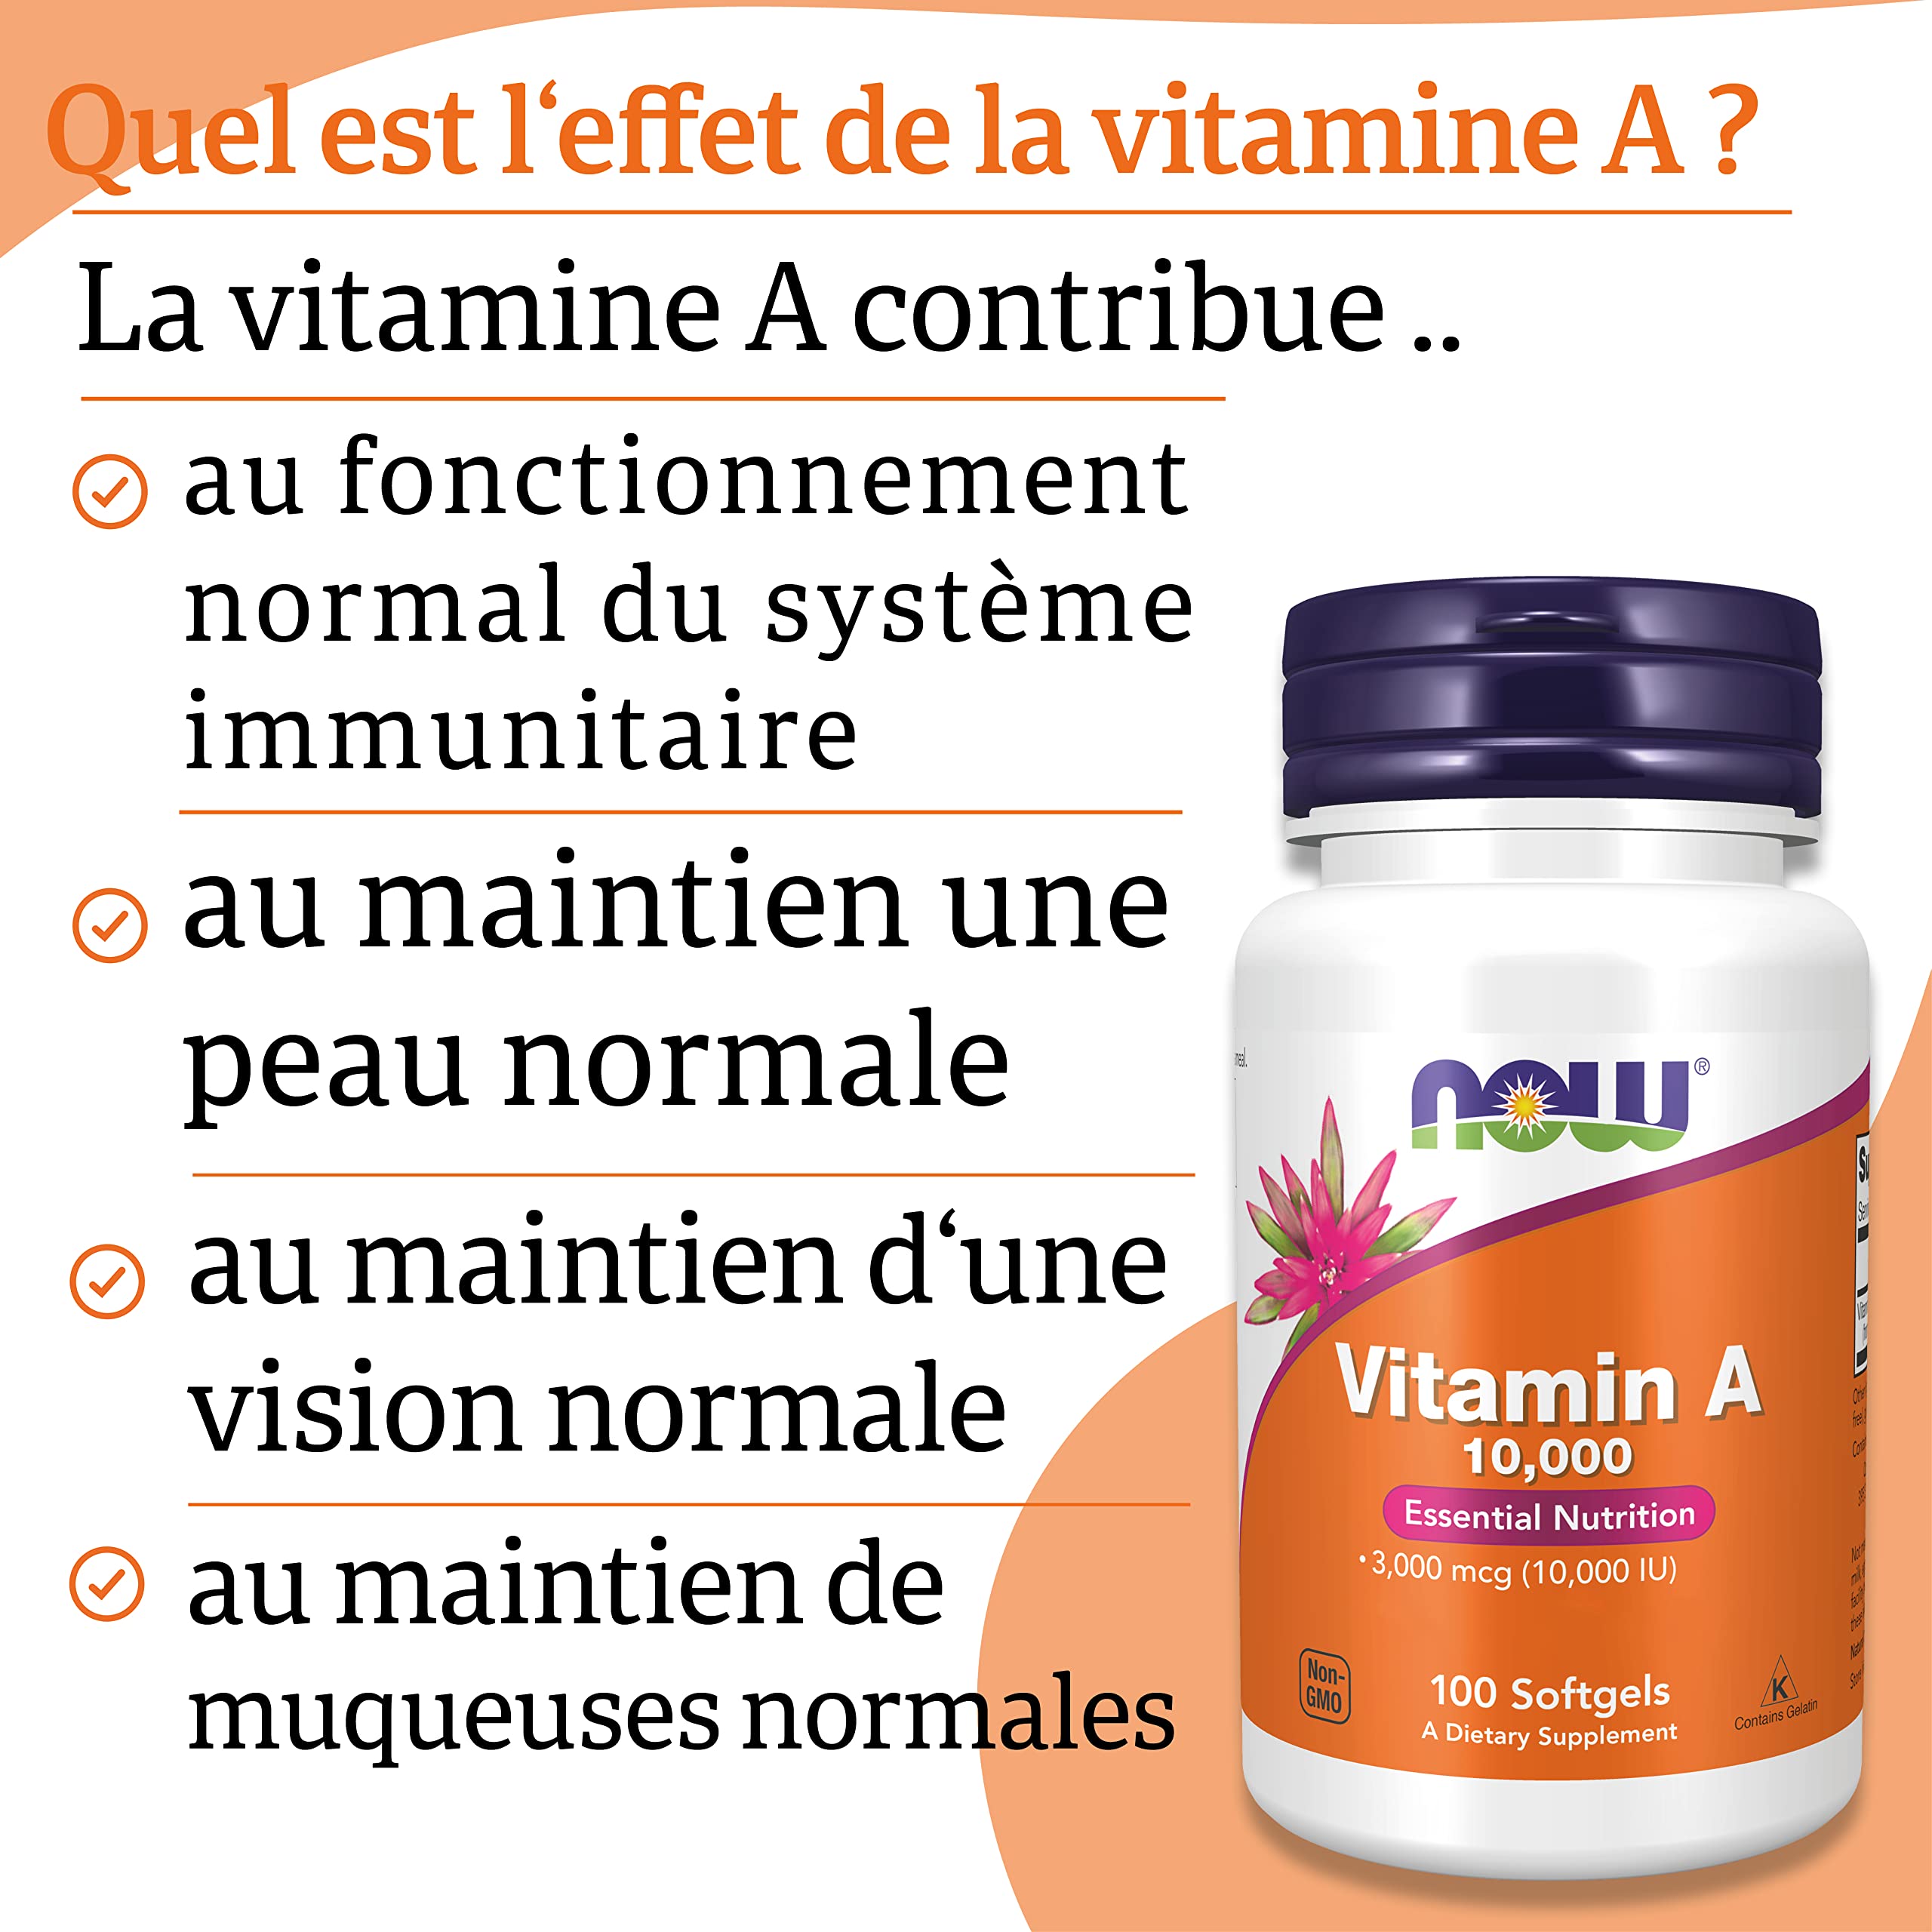 Quel est l‘effet de la vitamine A ?
La vitamine A contribue ..
au fonctionnement
normal du système
immunitaire
au maintien une
peau normale
au maintien d‘une
vision normale
au maintien de
muqueuses normales
meal.
now®
Vitamin A
10,000
Essential Nutrition
• 3,000 mcg (10,000 IU)
Non-
GMO
100 Softgels
A Dietary Supplement
K
Contains Gelatin